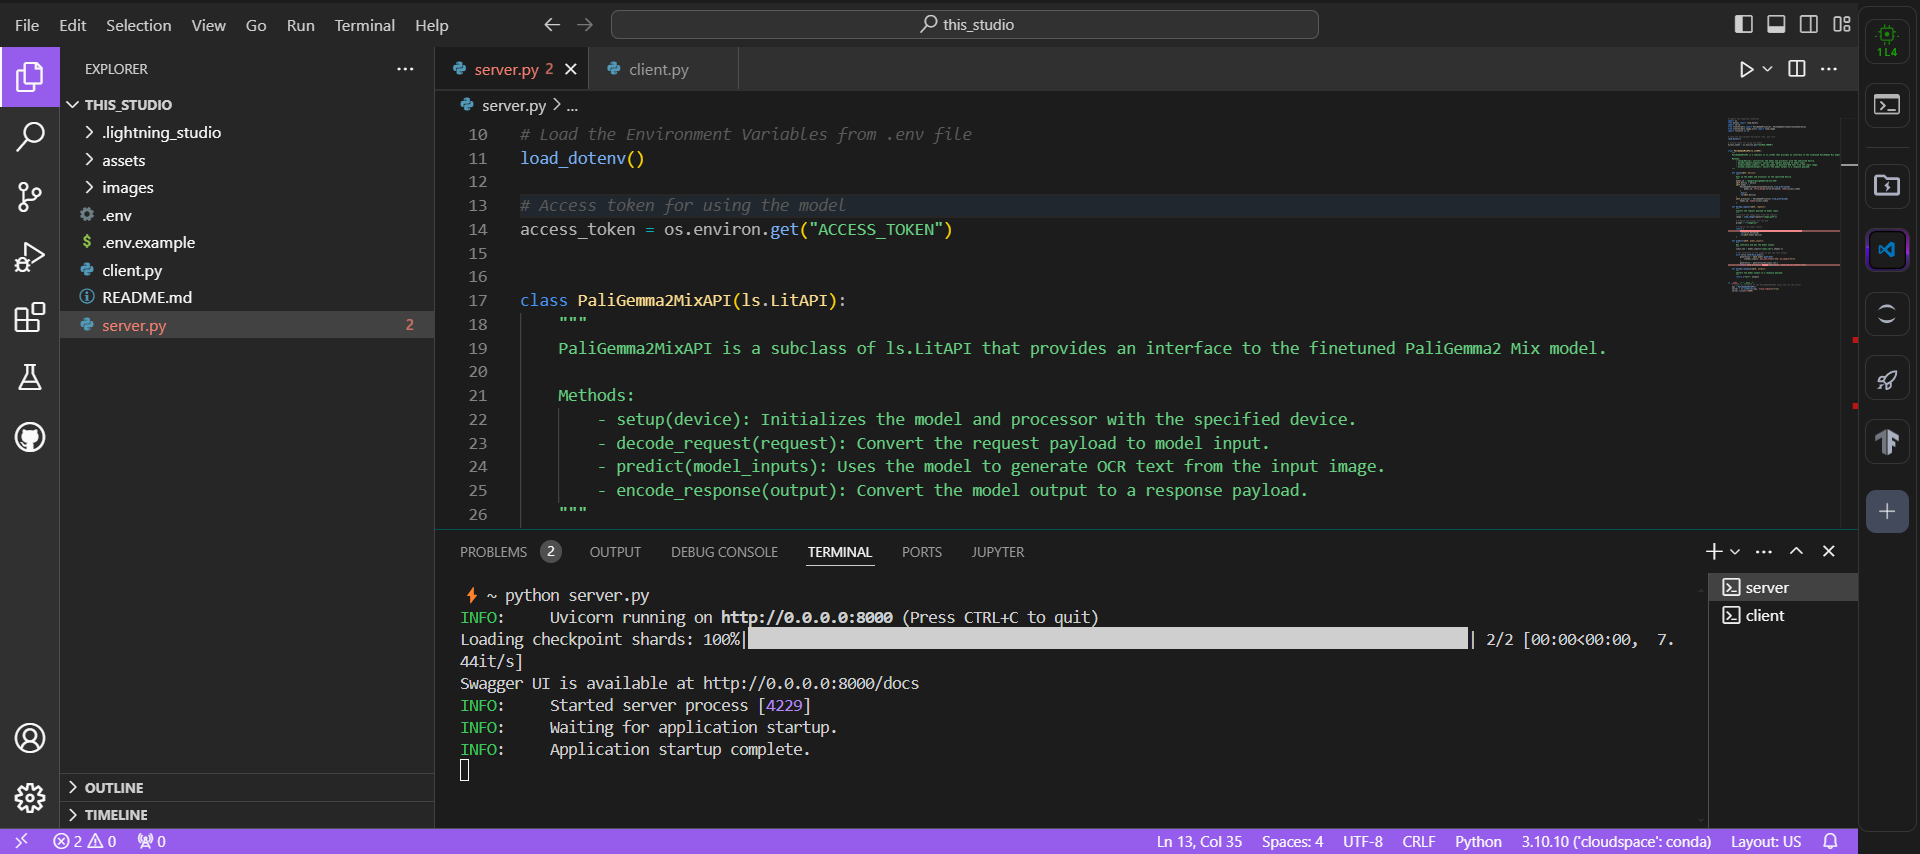 File Edit Selection View Go Run Terminal Help
this_studio
1L4
EXPLORER
THIS_STUDIO
.lightning_studio
assets
images
.env
.env.example
client.py
README.md
server.py 2
OUTLINE
TIMELINE
server.py 2 client.py
server.py > ...
10 # Load the Environment Variables from .env file
11 load_dotenv()
12
13 # Access token for using the model
14 access_token = os.environ.get("ACCESS_TOKEN")
15
16
17 class PaliGemma2MixAPI(ls.LitAPI):
18 """
19 PaliGemma2MixAPI is a subclass of ls.LitAPI that provides an interface to the finetuned PaliGemma2 Mix model.
20
21 Methods:
22 - setup(device): Initializes the model and processor with the specified device.
23 - decode_request(request): Convert the request payload to model input.
24 - predict(model_inputs): Uses the model to generate OCR text from the input image.
25 - encode_response(output): Convert the model output to a response payload.
26 """
PROBLEMS 2 OUTPUT DEBUG CONSOLE TERMINAL PORTS JUPYTER
~ python server.py
INFO: Uvicorn running on http://0.0.0.0:8000 (Press CTRL+C to quit)
Loading checkpoint shards: 100%| | 2/2 [00:00<00:00, 7.
44it/s]
Swagger UI is available at http://0.0.0.0:8000/docs
INFO: Started server process [4229]
INFO: Waiting for application startup.
INFO: Application startup complete.
server
client
2 0 0 Ln 13, Col 35 Spaces: 4 UTF-8 CRLF Python 3.10.10 ('cloudspace': conda) Layout: US